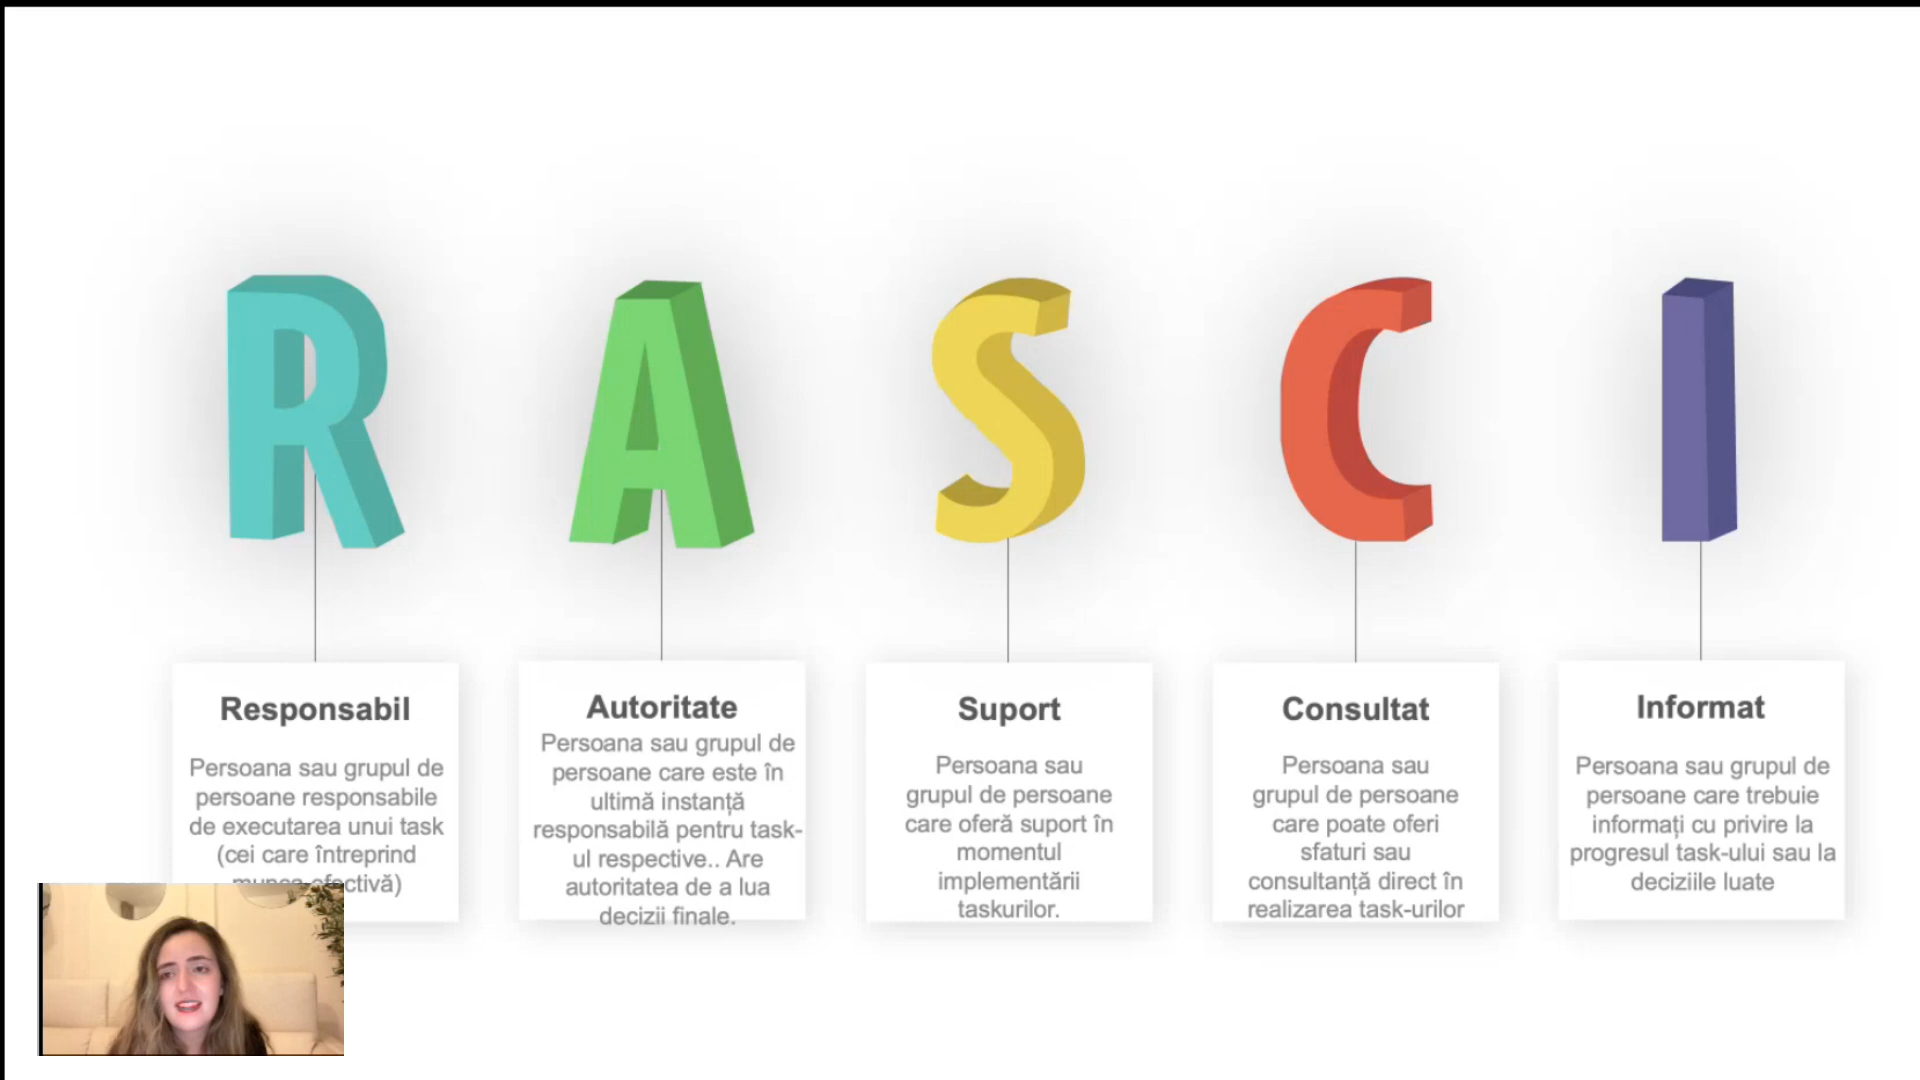 R A S C I
Responsabil
Persoana sau grupul de
persoane responsabile
de executarea unui task
(cei care întreprind
munca efectivă)
Autoritate
Persoana sau grupul de
persoane care este în
ultimă instanță
responsabilă pentru task-
ul respective.. Are
autoritatea de a lua
decizii finale.
Suport
Persoana sau
grupul de persoane
care oferă suport în
momentul
implementării
taskurilor.
Consultat
Persoana sau
grupul de persoane
care poate oferi
sfaturi sau
consultanță direct în
realizarea task-urilor
Informat
Persoana sau grupul de
persoane care trebuie
informați cu privire la
progresul task-ului sau la
deciziile luate